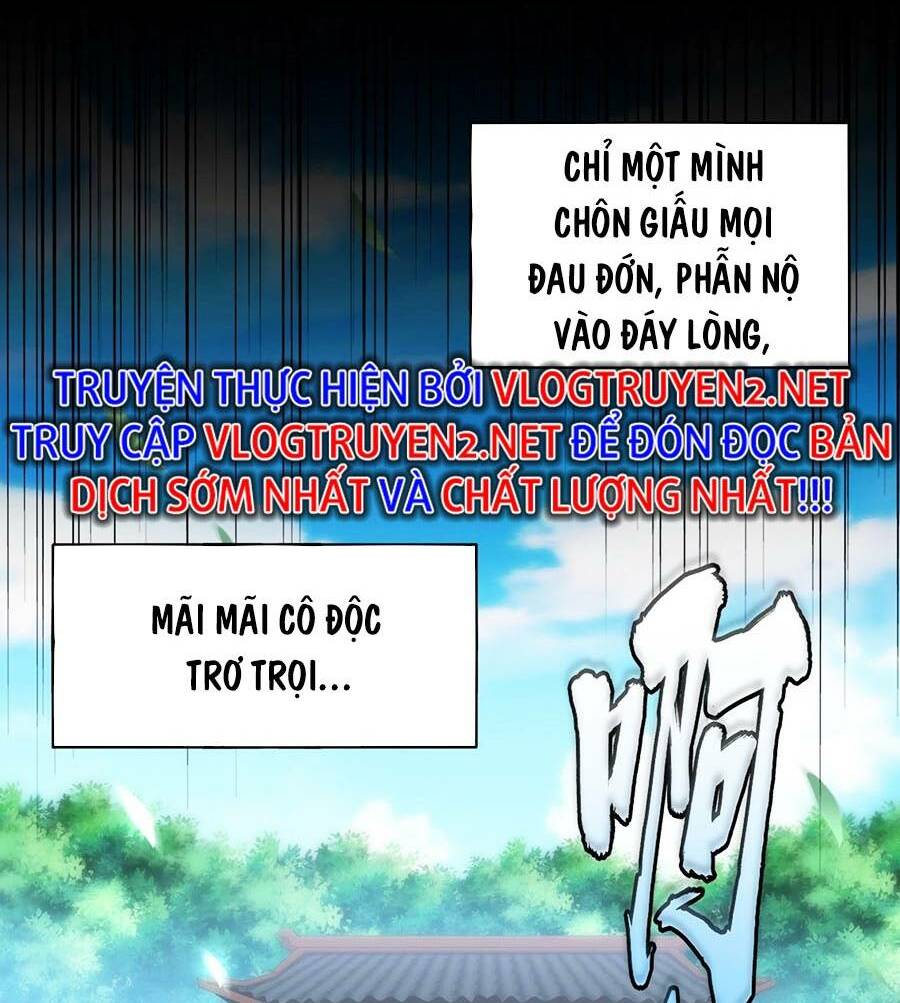 CHỈ MỘT MÌNH
CHÔN GIẤU MỌI
ĐAU ĐỚN, PHẪN NỘ
VÀO ĐÁY LÒNG,
TRUYỆN THỰC HIỆN BỞI VLOGTRUYEN2.NET
TRUY CẬP VLOGTRUYEN2.NET ĐỂ ĐÓN ĐỌC BẢN
DỊCH SỚM NHẤT VÀ CHẤT LƯỢNG NHẤT!!!
MÃI MÃI CÔ ĐỘC
TRƠ TRỌI...